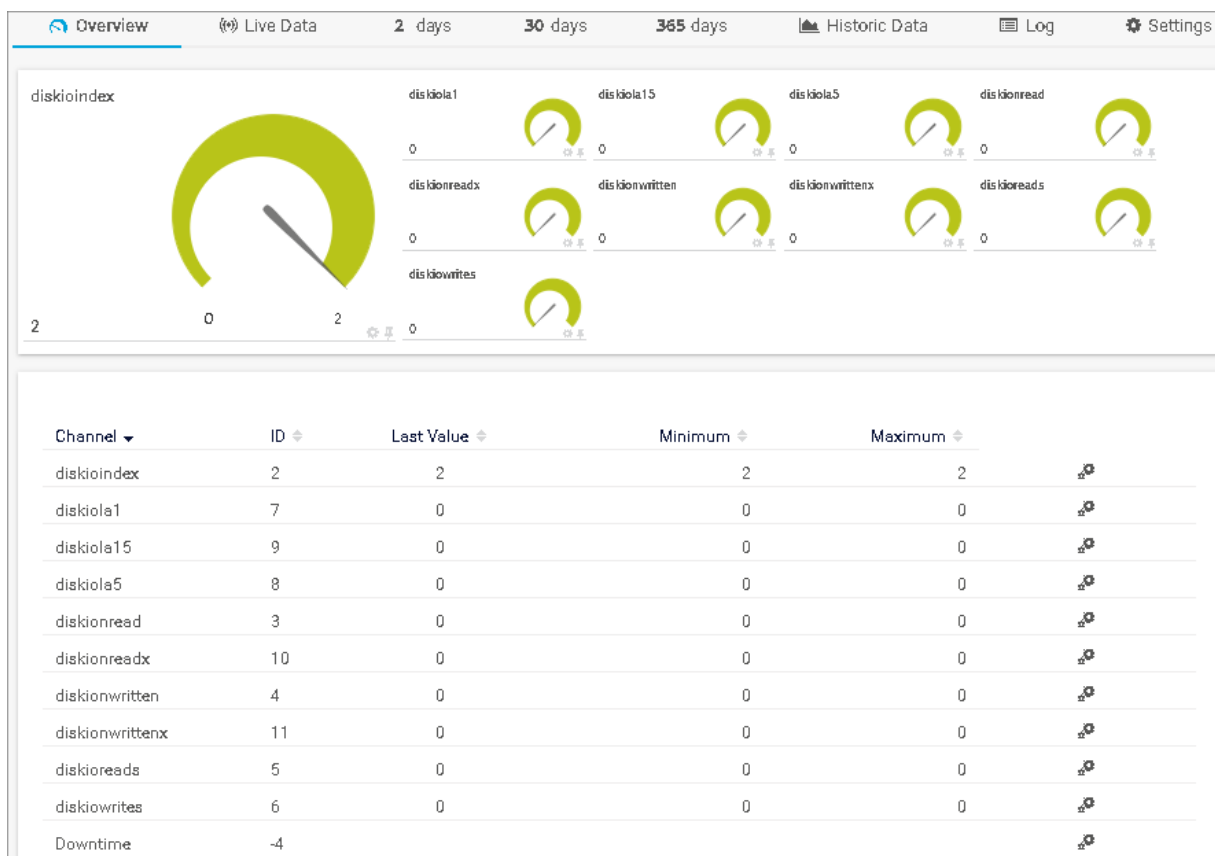 Overview Live Data 2 days 30 days 365 days Historic Data Log Settings
diskioindex
2
0 2
diskiola1 diskiola15 diskiola5 diskionread
0 0 0 0
diskionreadx diskionwritten diskionwrittenx diskioreads
0 0 0 0
diskiowrites
0
Channel ID Last Value Minimum Maximum
diskioindex 2 2 2 2
diskiola1 7 0 0 0
diskiola15 9 0 0 0
diskiola5 8 0 0 0
diskionread 3 0 0 0
diskionreadx 10 0 0 0
diskionwritten 4 0 0 0
diskionwrittenx 11 0 0 0
diskioreads 5 0 0 0
diskiowrites 6 0 0 0
Downtime -4